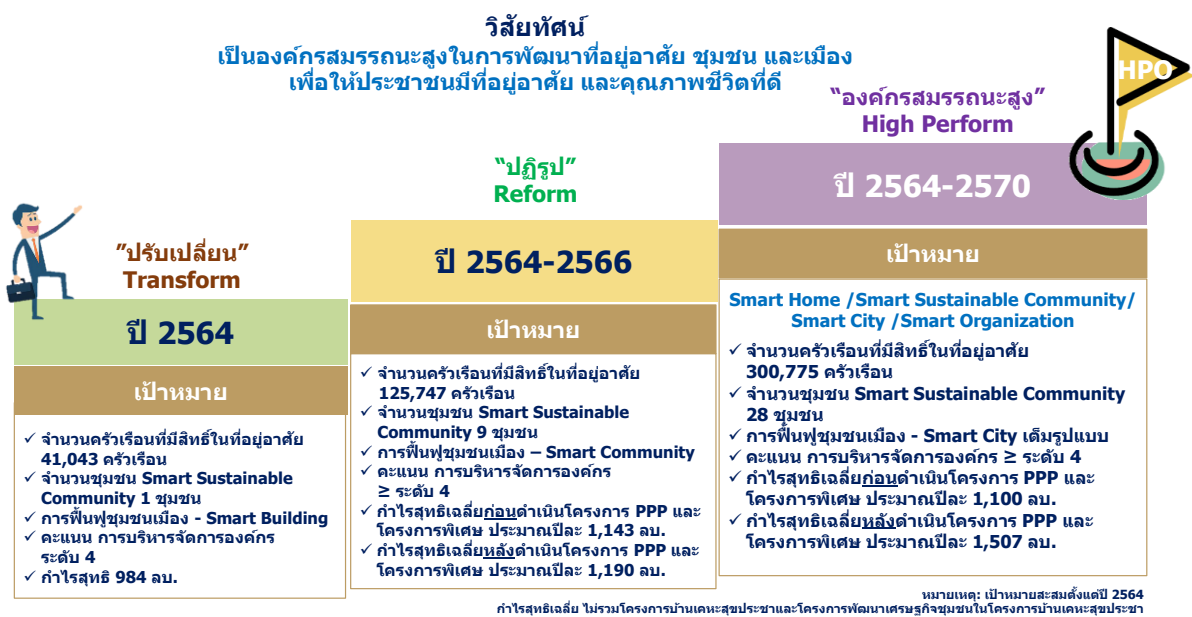 วิสัยทัศน์
เป็นองค์กรสมรรถนะสูงในการพัฒนาที่อยู่อาศัย ชุมชน และเมือง
เพื่อให้ประชาชนมีที่อยู่อาศัย และคุณภาพชีวิตที่ดี
HPO
“องค์กรสมรรถนะสูง”
High Perform
ปี 2564-2570
เป้าหมาย
Smart Home /Smart Sustainable Community/
Smart City /Smart Organization
✓ จำนวนครัวเรือนที่มีสิทธิ์ในที่อยู่อาศัย
300,775 ครัวเรือน
✓ จำนวนชุมชน Smart Sustainable Community
28 ชุมชน
✓ การฟื้นฟูชุมชนเมือง - Smart City เต็มรูปแบบ
✓ คะแนน การบริหารจัดการองค์กร ≥ ระดับ 4
✓ กำไรสุทธิเฉลี่ยก่อนดำเนินโครงการ PPP และ
โครงการพิเศษ ประมาณปีละ 1,100 ลบ.
✓ กำไรสุทธิเฉลี่ยหลังดำเนินโครงการ PPP และ
โครงการพิเศษ ประมาณปีละ 1,507 ลบ.
“ปฏิรูป”
Reform
ปี 2564-2566
เป้าหมาย
✓ จำนวนครัวเรือนที่มีสิทธิ์ในที่อยู่อาศัย
125,747 ครัวเรือน
✓ จำนวนชุมชน Smart Sustainable
Community 9 ชุมชน
✓ การฟื้นฟูชุมชนเมือง – Smart Community
✓ คะแนน การบริหารจัดการองค์กร
≥ ระดับ 4
✓ กำไรสุทธิเฉลี่ยก่อนดำเนินโครงการ PPP และ
โครงการพิเศษ ประมาณปีละ 1,143 ลบ.
✓ กำไรสุทธิเฉลี่ยหลังดำเนินโครงการ PPP และ
โครงการพิเศษ ประมาณปีละ 1,190 ลบ.
”ปรับเปลี่ยน”
Transform
ปี 2564
เป้าหมาย
✓ จำนวนครัวเรือนที่มีสิทธิ์ในที่อยู่อาศัย
41,043 ครัวเรือน
✓ จำนวนชุมชน Smart Sustainable
Community 1 ชุมชน
✓ การฟื้นฟูชุมชนเมือง - Smart Building
✓ คะแนน การบริหารจัดการองค์กร
ระดับ 4
✓ กำไรสุทธิ 984 ลบ.
หมายเหตุ: เป้าหมายสะสมตั้งแต่ปี 2564
กำไรสุทธิเฉลี่ย ไม่รวมโครงการบ้านเคหะสุขประชาและโครงการพัฒนาเศรษฐกิจชุมชนในโครงการบ้านเคหะสุขประชา